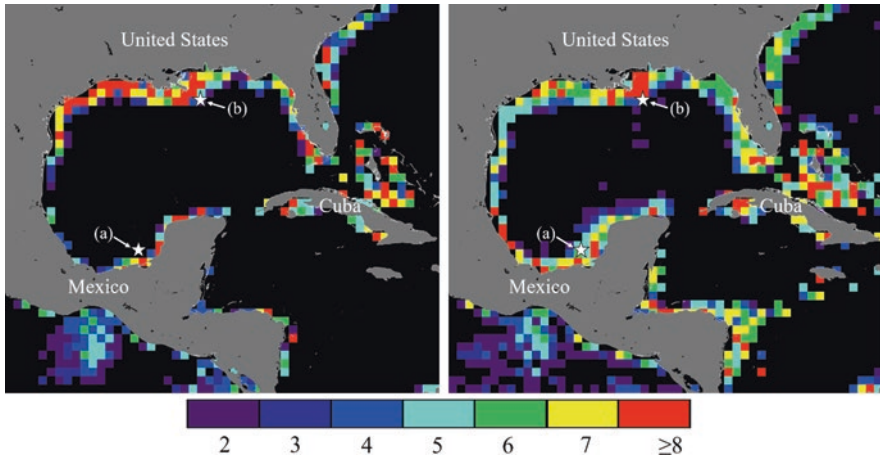 United States
(b)
(a)
Cuba
Mexico
United States
(b)
(a)
Cuba
Mexico
2 3 4 5 6 7 ≥8